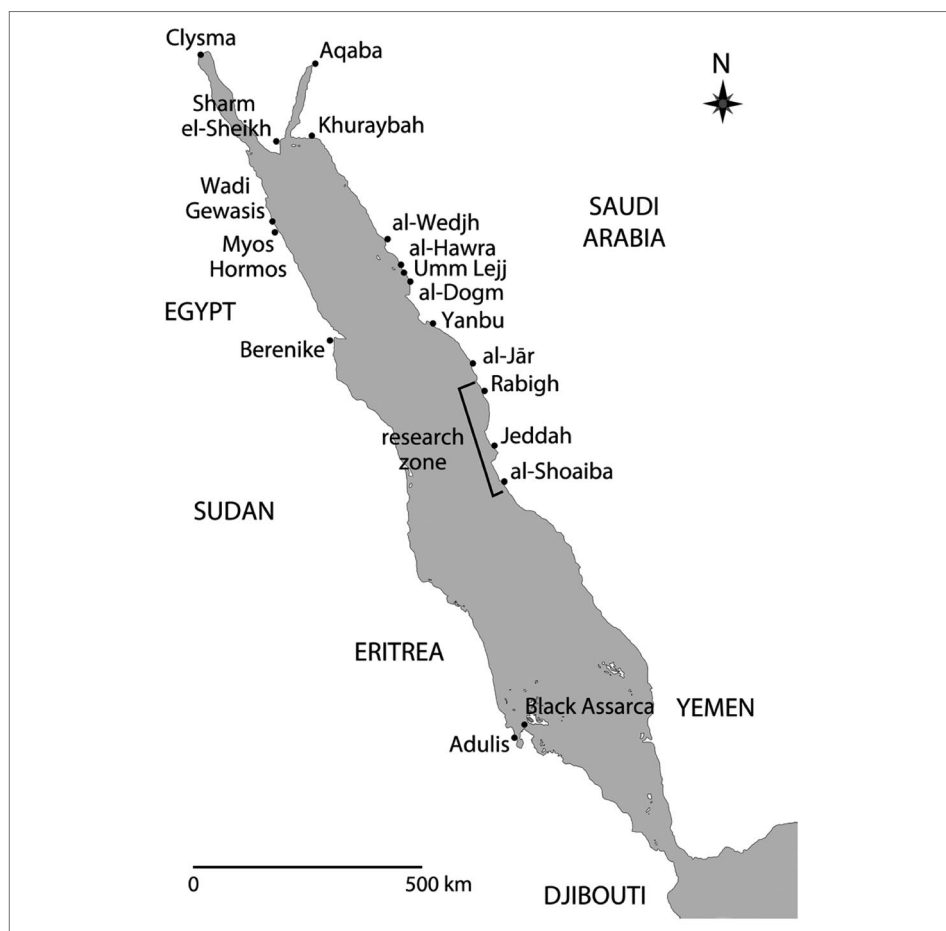 Clysma
Aqaba
N
Sharm
el-Sheikh
Khuraybah
Wadi
Gewasis
SAUDI
ARABIA
al-Wedjh
Myos
Hormos
al-Hawra
Umm Lejj
al-Dogm
EGYPT
Yanbu
Berenike
al-Jār
Rabigh
research
zone
Jeddah
al-Shoaiba
SUDAN
ERITREA
Black Assarca
YEMEN
Adulis
0
500 km
DJIBOUTI